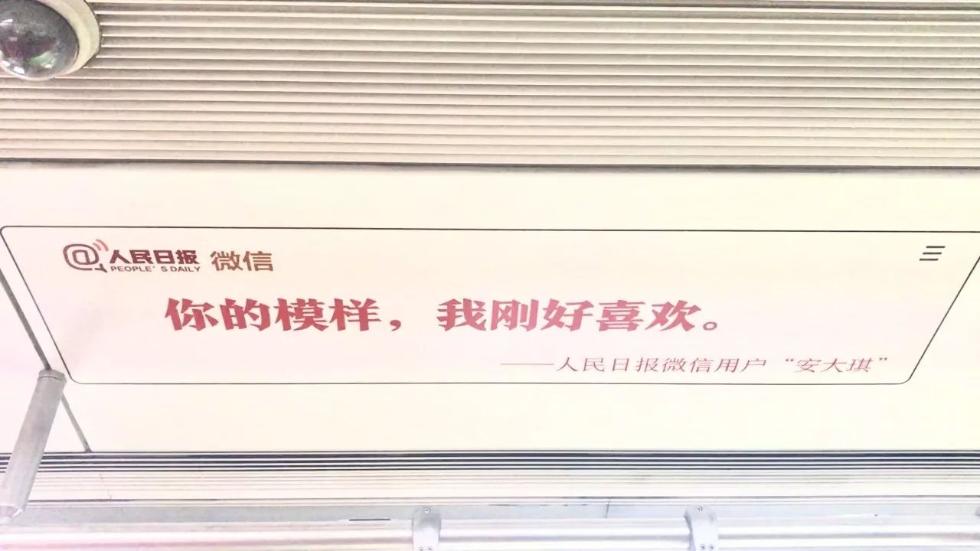 @人民日报 微信
PEOPLE'S DAILY
你的模样，我刚好喜欢。
——人民日报微信用户“安大琪”